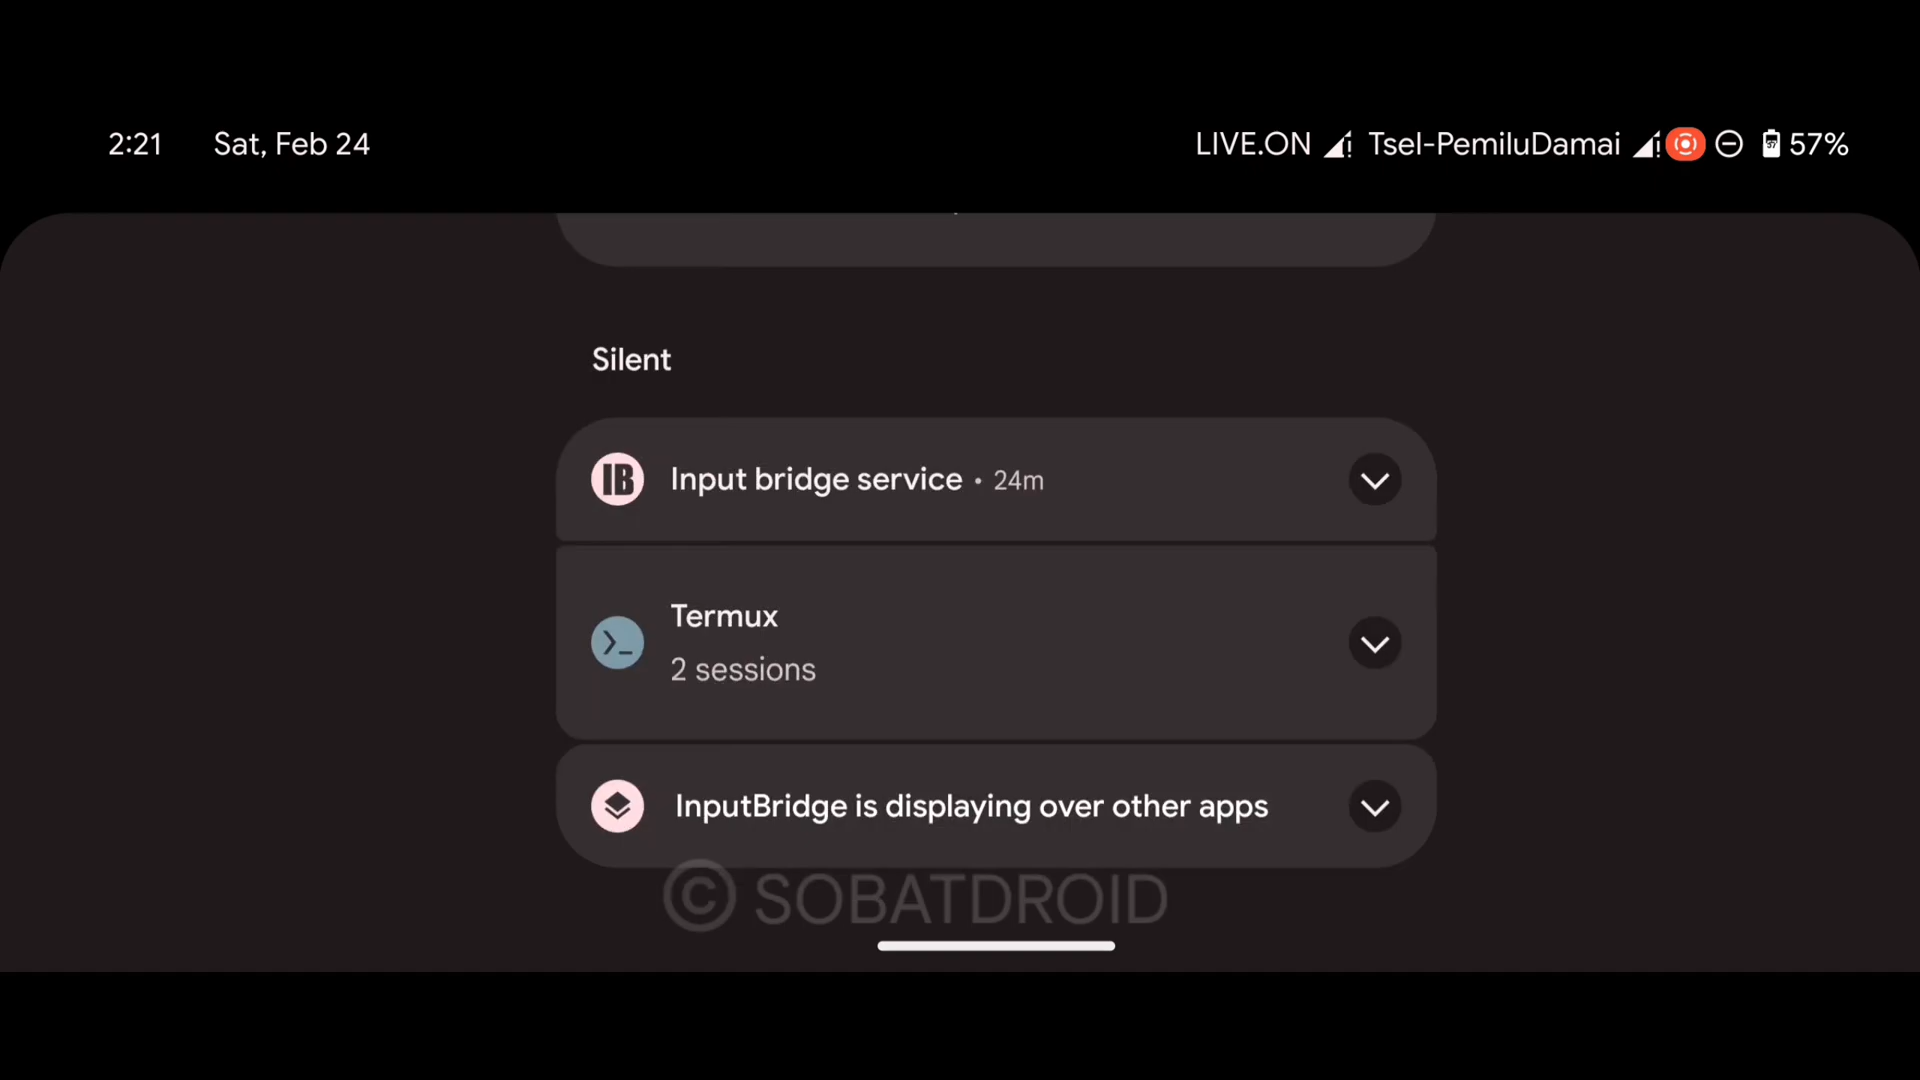 2:21 Sat, Feb 24 LIVE.ON Tsel-PemiluDamai 57%
Silent
IB Input bridge service • 24m
Termux
2 sessions
InputBridge is displaying over other apps
© SOBATDROID